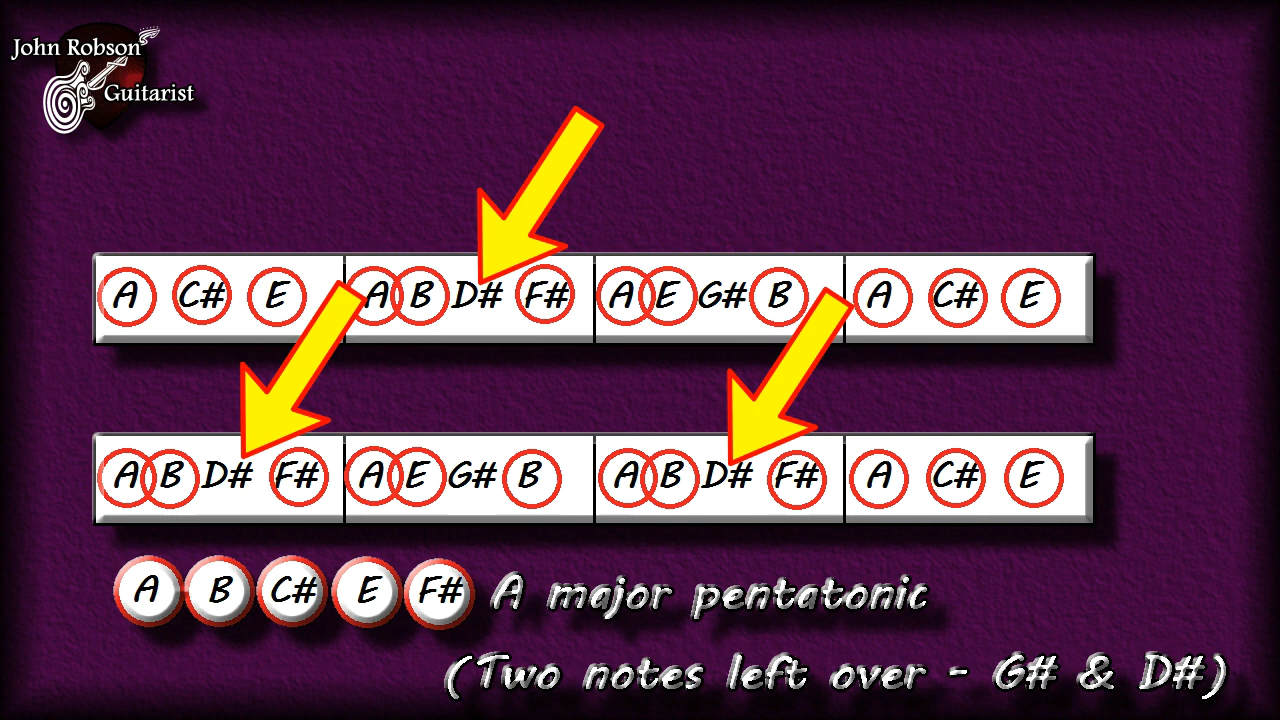 John Robson
Guitarist
A C# E A B D# F# A E G# B A C# E
A B D# F# A E G# B A B D# F# A C# E
A B C# E F# A major pentatonic
(Two notes left over - G# & D#)